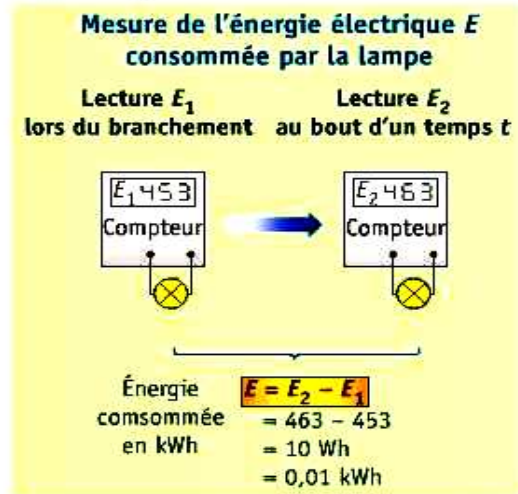 Mesure de l'énergie électrique E
consommée par la lampe
Lecture E₁
lors du branchement
Lecture E₂
au bout d'un temps t
E₁ 453
Compteur
E₂ 463
Compteur
Énergie
comsommée
en kWh
E = E₂ – E₁
= 463 – 453
= 10 Wh
= 0,01 kWh